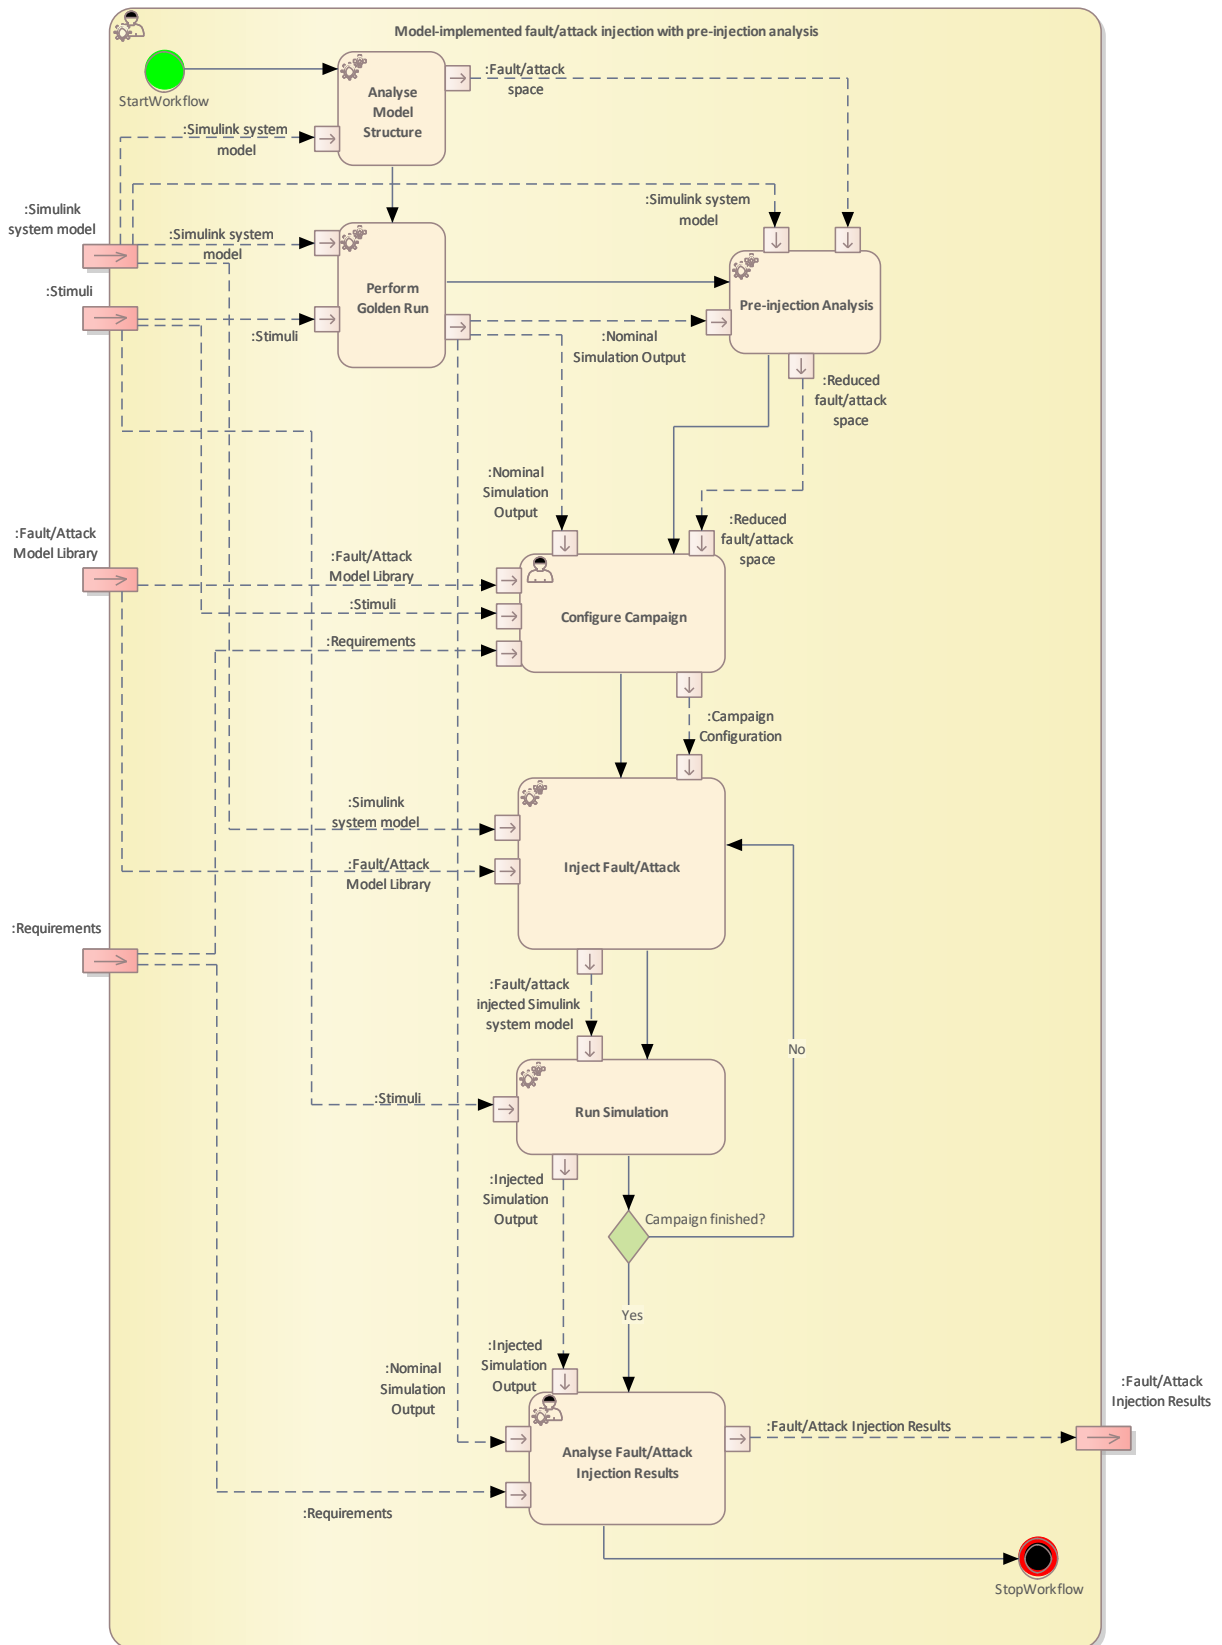 Model-implemented fault/attack injection with pre-injection analysis
StartWorkflow
Analyse
Model
Structure
:Fault/attack
space
:Simulink system
model
:Simulink
system model
:Simulink system
model
:Simulink system
model
:Stimuli
:Stimuli
Perform
Golden Run
Pre-injection Analysis
:Nominal
Simulation Output
:Reduced
fault/attack
space
:Nominal
Simulation
Output
:Reduced
fault/attack
space
:Fault/Attack
Model Library
:Fault/Attack
Model Library
:Stimuli
:Requirements
Configure Campaign
:Campaign
Configuration
:Simulink
system model
:Fault/Attack
Model Library
Inject Fault/Attack
:Requirements
:Fault/attack
injected Simulink
system model
No
:Stimuli
Run Simulation
:Injected
Simulation
Output
Campaign finished?
Yes
:Injected
Simulation
Output
:Nominal
Simulation
Output
:Fault/Attack
Injection Results
:Fault/Attack Injection Results
Analyse Fault/Attack
Injection Results
:Requirements
StopWorkflow